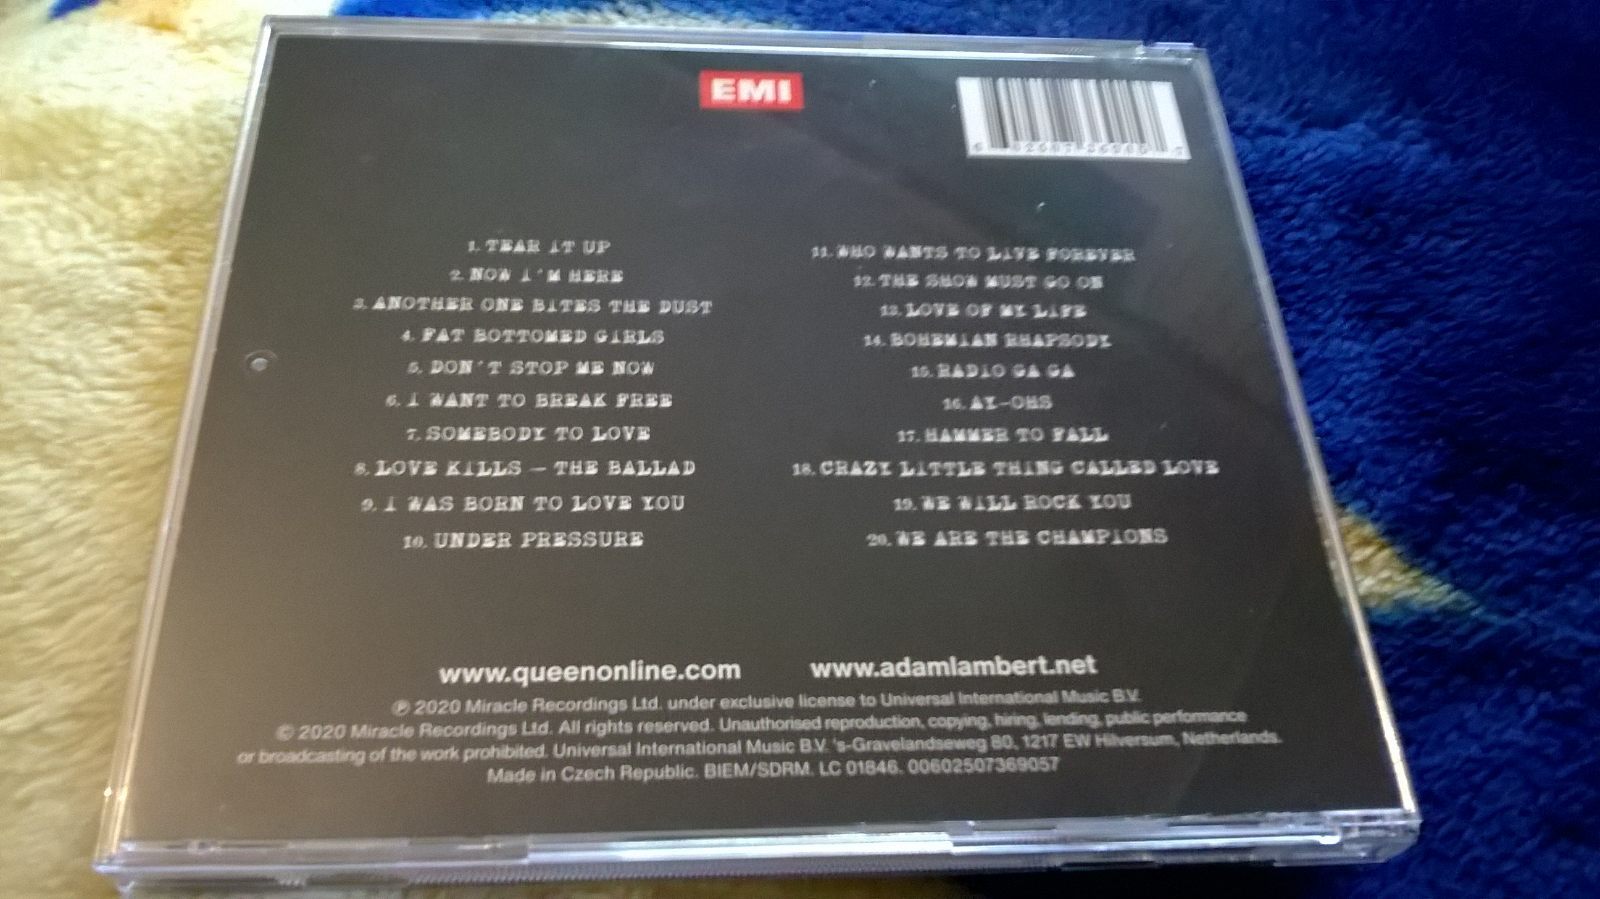 EMI
1. TEAR IT UP
2. NOW I'M HERE
3. ANOTHER ONE BITES THE DUST
4. FAT BOTTOMED GIRLS
5. DON'T STOP ME NOW
6. I WANT TO BREAK FREE
7. SOMEBODY TO LOVE
8. LOVE KILLS – THE BALLAD
9. I WAS BORN TO LOVE YOU
10. UNDER PRESSURE
11. WHO WANTS TO LIVE FOREVER
12. THE SHOW MUST GO ON
13. LOVE OF MY LIFE
14. BOHEMIAN RHAPSODY
15. RADIO GA GA
16. AY-OHS
17. HAMMER TO FALL
18. CRAZY LITTLE THING CALLED LOVE
19. WE WILL ROCK YOU
20. WE ARE THE CHAMPIONS
www.queenonline.com www.adamlambert.net
℗ 2020 Miracle Recordings Ltd. under exclusive license to Universal International Music B.V.
© 2020 Miracle Recordings Ltd. All rights reserved. Unauthorised reproduction, copying, hiring, lending, public performance
or broadcasting of the work prohibited. Universal International Music B.V. 's-Gravelandseweg 80, 1217 EW Hilversum, Netherlands.
Made in Czech Republic. BIEM/SDRM. LC 01846. 00602507369057